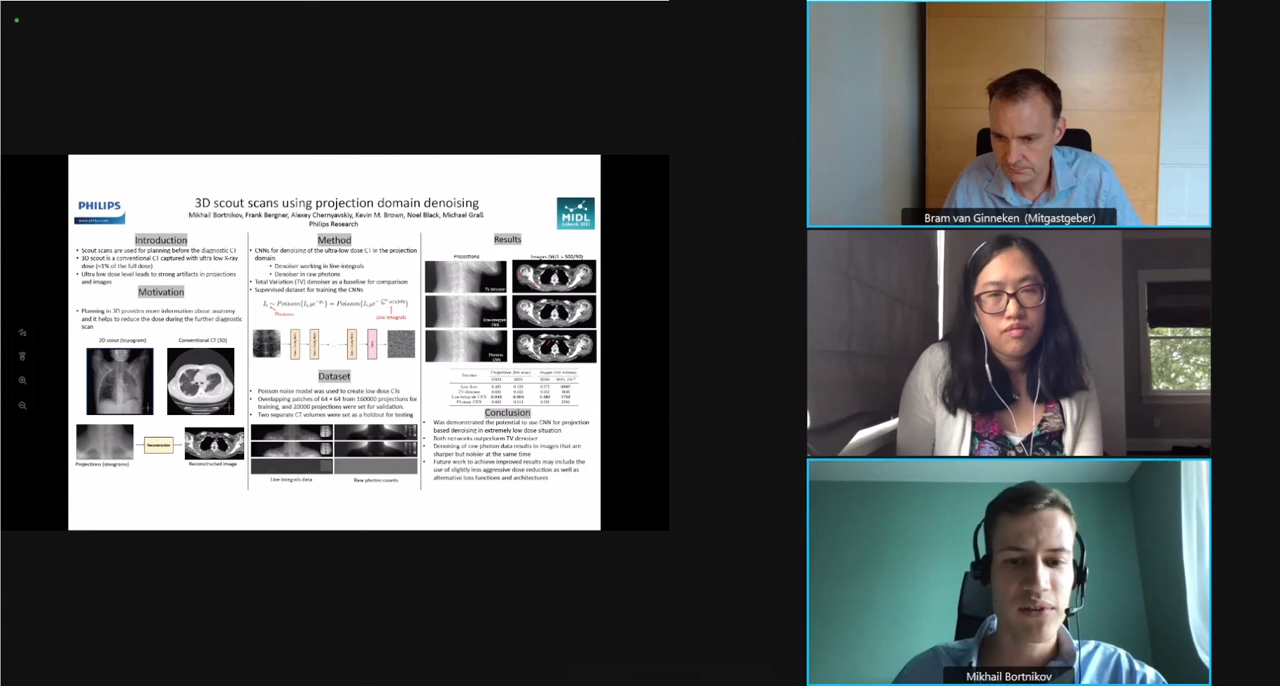 PHILIPS
3D scout scans using projection domain denoising
Mikhail Bortnikov, Frank Bergner, Alexey Chernyavskiy, Kevin M. Brown, Noel Black, Michael Graß
Philips Research
MIDL
Introduction
• Scout scans are used for planning before the diagnostic CT
• 3D scout is a conventional CT captured with ultra low X-ray
dose (≈1% of the full dose)
• Ultra low dose level leads to strong artifacts in projections
and images
Motivation
• Planning in 3D provides more information about anatomy
and it helps to reduce the dose during the further diagnostic
scan
2D scout (topogram)
Conventional CT (3D)
Projections (sinograms)
Reconstruction
Reconstructed image
Method
• CNNs for denoising of the ultra-low dose CT in the projection
domain
• Denoiser working in line-integrals
• Denoiser in raw photons
• Total Variation (TV) denoiser as a baseline for comparison
• Supervised dataset for training the CNNs
Photons
Line integrals
Dataset
• Poisson noise model was used to create low dose CTs
• Overlapping patches of 64 × 64 from 160000 projections for
training, and 20000 projections were set for validation.
• Two separate CT volumes were set as a holdout for testing
Line Integrals data
Raw photon counts
Results
Projections
Images (W/L = 500/50)
TV denoiser
Line-integrals
CNN
Photons
CNN
Conclusion
• Was demonstrated the potential to use CNN for projection
based denoising in extremely low dose situation
• Both networks outperform TV denoiser
• Denoising of raw photon data results in images that are
sharper but noisier at the same time
• Future work to achieve improved results may include the
use of slightly less aggressive dose reduction as well as
alternative loss functions and architectures
Bram van Ginneken (Mitgastgeber)
Mikhail Bortnikov